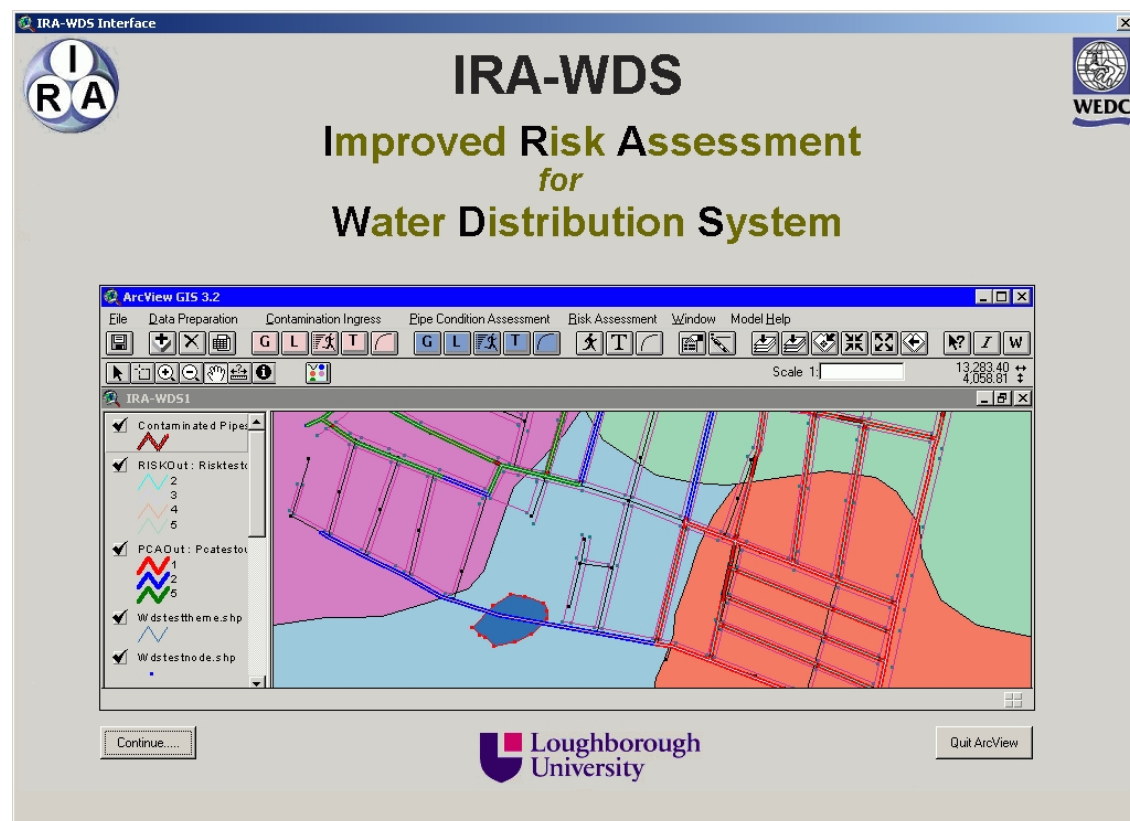 IRA-WDS Interface
I
R A
IRA-WDS
WEDC
Improved Risk Assessment
for
Water Distribution System
ArcView GIS 3.2
File Data Preparation Contamination Ingress Pipe Condition Assessment Risk Assessment Window Model Help
G L T G L T T ? I W
Scale 1: 13,283.40
4,058.81
IRA-WDS1
Contaminated Pipes
RISKOut : Risktesto
2
3
4
5
PCAOut : Pcatestou
1
2
5
Wdstesttheme.shp
Wdstestnode.shp
Continue.....
Loughborough
University
Quit ArcView